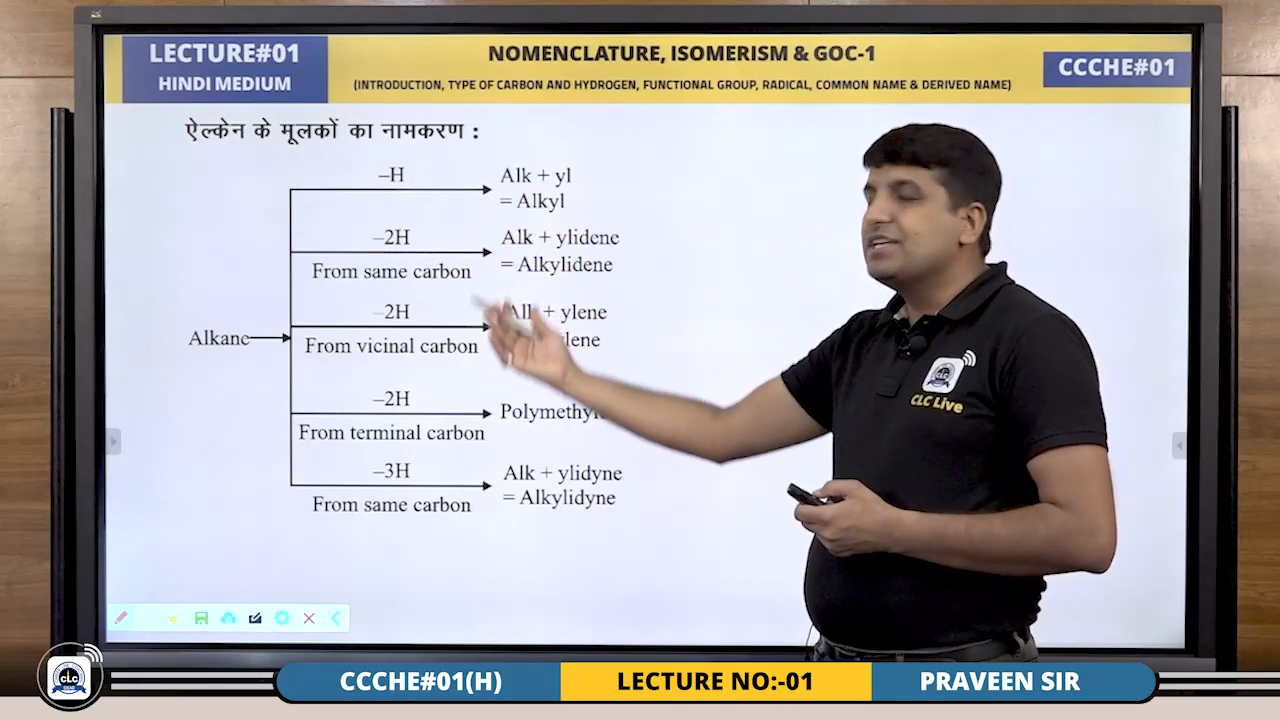 LECTURE#01
HINDI MEDIUM
NOMENCLATURE, ISOMERISM & GOC-1
(INTRODUCTION, TYPE OF CARBON AND HYDROGEN, FUNCTIONAL GROUP, RADICAL, COMMON NAME & DERIVED NAME)
CCCHE#01
ऐल्केन के मूलकों का नामकरण :
–H
Alk + yl
= Alkyl
–2H
Alk + ylidene
From same carbon
= Alkylidene
–2H
+ ylene
Alkane
From vicinal carbon
–2H
From terminal carbon
–3H
Alk + ylidyne
From same carbon
= Alkylidyne
CLC
CLC Live
CLC
SIKAR
CCCHE#01(H)
LECTURE NO:-01
PRAVEEN SIR